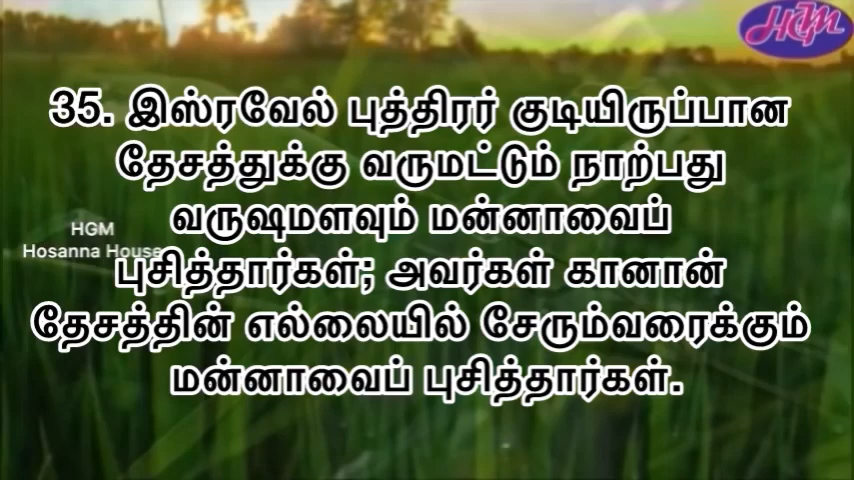 HGM
35. இஸ்ரவேல் புத்திரர் குடியிருப்பான
தேசத்துக்கு வருமட்டும் நாற்பது
வருஷமளவும் மன்னாவைப்
HGM
Hosanna House
புசித்தார்கள்; அவர்கள் கானான்
தேசத்தின் எல்லையில் சேரும்வரைக்கும்
மன்னாவைப் புசித்தார்கள்.